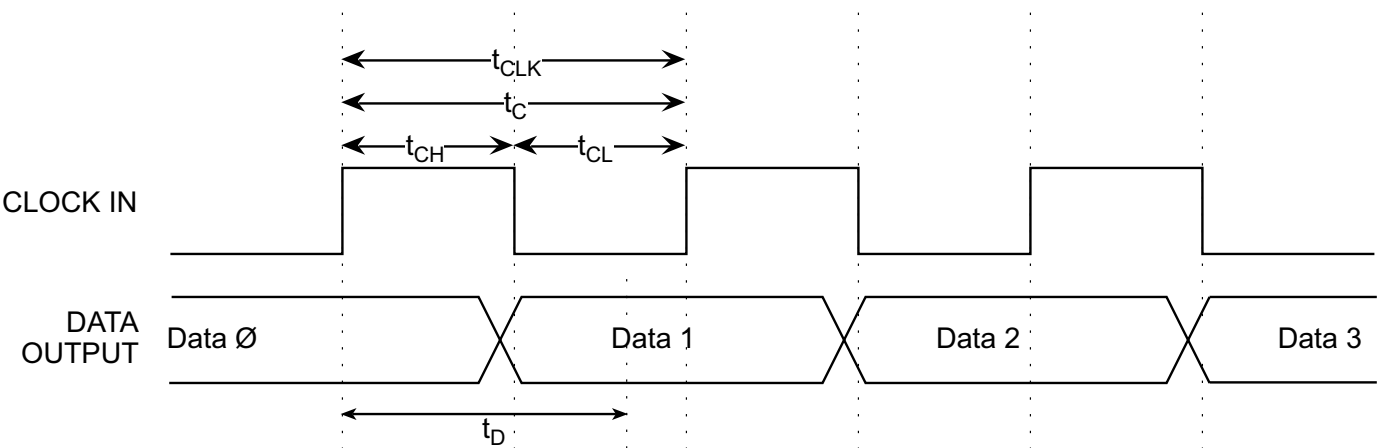 tCLK
tC
tCH
tCL
CLOCK IN
DATA
OUTPUT
Data Ø
Data 1
Data 2
Data 3
tD